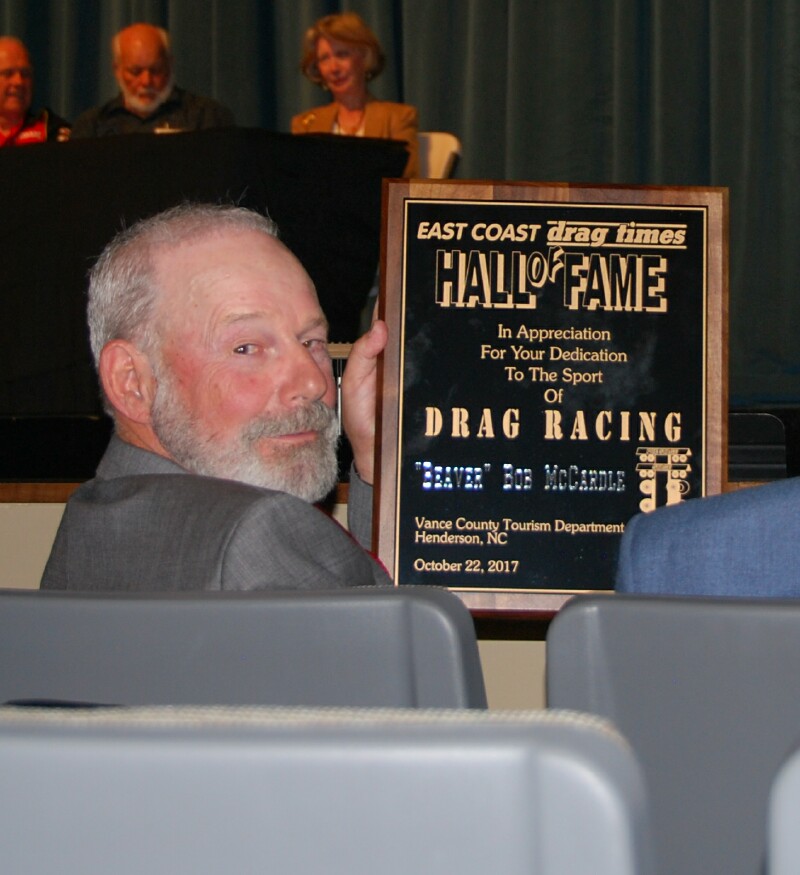 EAST COAST drag times
HALL OF FAME
In Appreciation
For Your Dedication
To The Sport
Of
DRAG RACING
"BEAVER" BOB MCCARDLE
Vance County Tourism Department
Henderson, NC
October 22, 2017